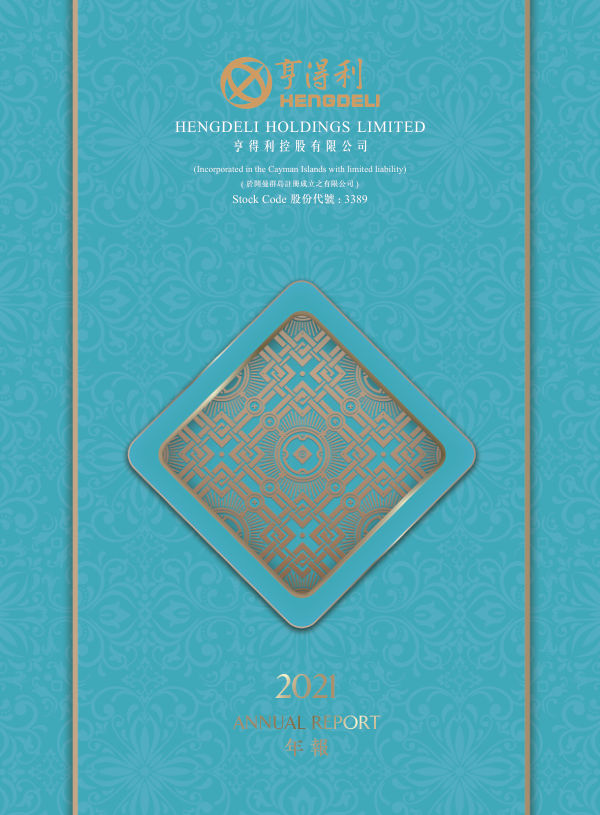 亨得利
HENGDELI
HENGDELI HOLDINGS LIMITED
亨得利控股有限公司
(Incorporated in the Cayman Islands with limited liability)
(於開曼群島註冊成立之有限公司)
Stock Code 股份代號 : 3389
2021
ANNUAL REPORT
年報